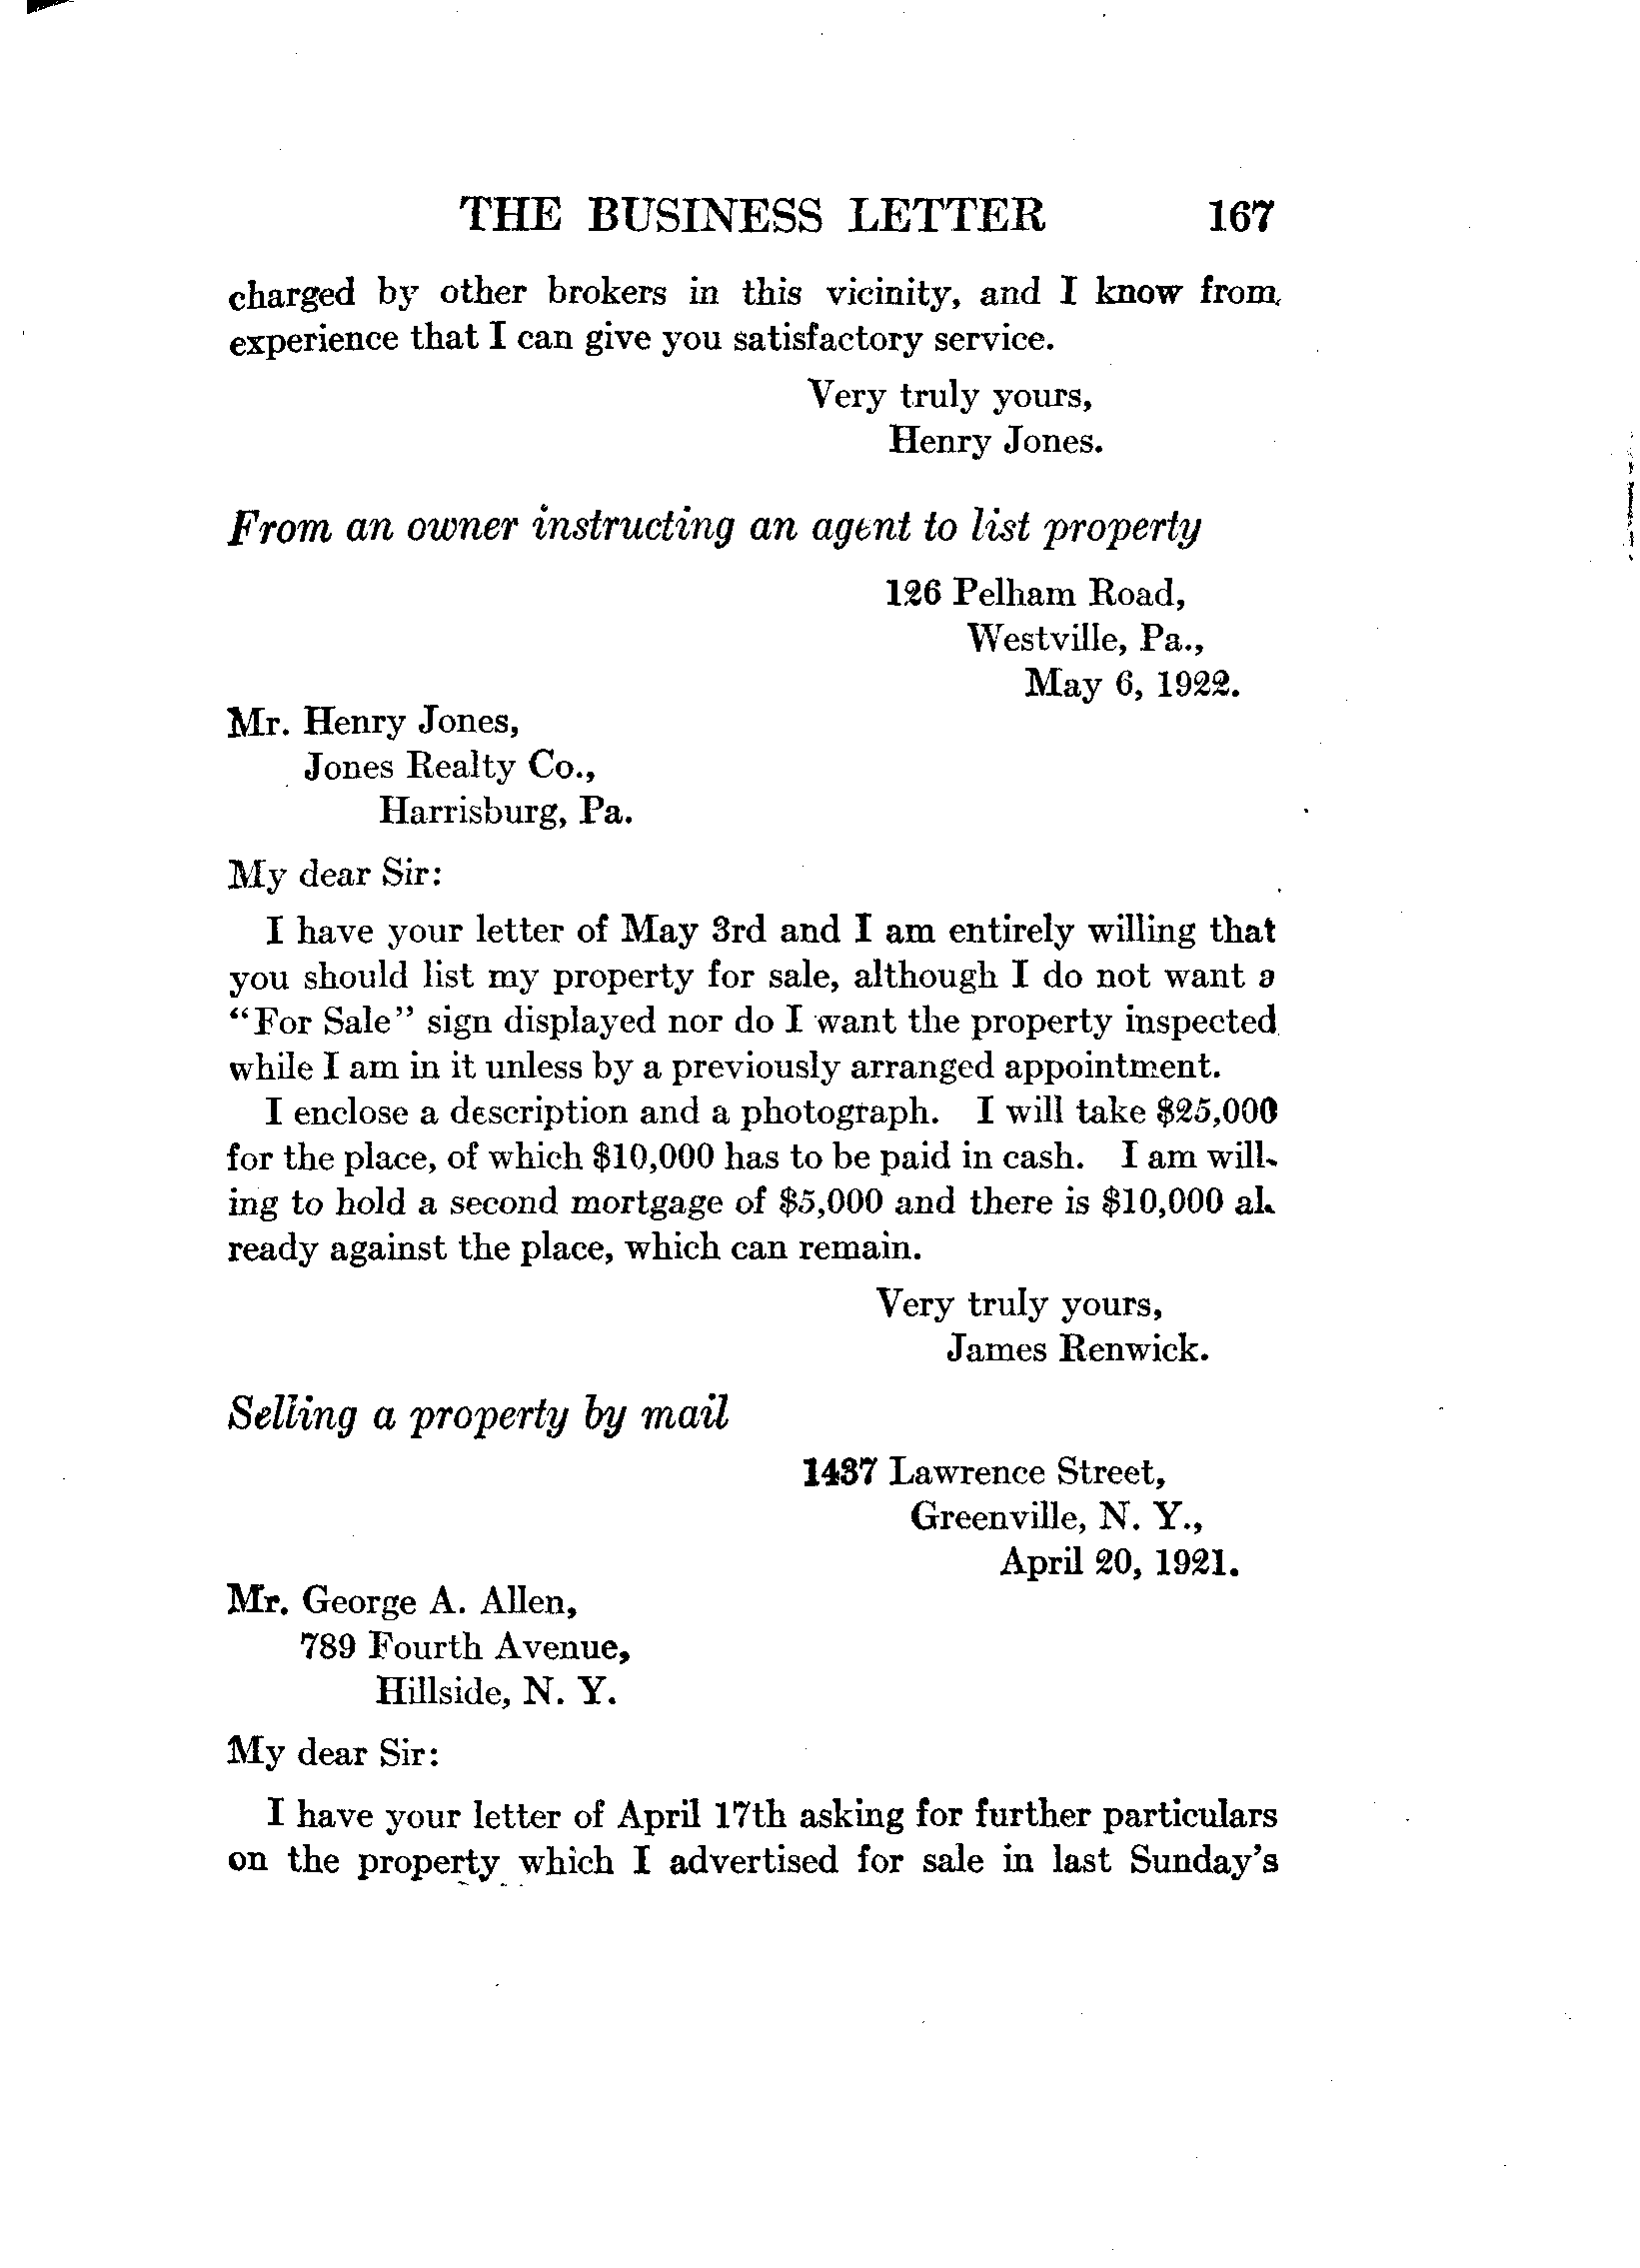 THE BUSINESS LETTER 167
charged by other brokers in this vicinity, and I know from
experience that I can give you satisfactory service.
Very truly yours,
Henry Jones.
From an owner instructing an agent to list property
126 Pelham Road,
Westville, Pa.,
May 6, 1922.
Mr. Henry Jones,
Jones Realty Co.,
Harrisburg, Pa.
My dear Sir:
I have your letter of May 3rd and I am entirely willing that
you should list my property for sale, although I do not want a
“For Sale” sign displayed nor do I want the property inspected
while I am in it unless by a previously arranged appointment.
I enclose a description and a photograph. I will take $25,000
for the place, of which $10,000 has to be paid in cash. I am will-
ing to hold a second mortgage of $5,000 and there is $10,000 al-
ready against the place, which can remain.
Very truly yours,
James Renwick.
Selling a property by mail
1437 Lawrence Street,
Greenville, N. Y.,
April 20, 1921.
Mr. George A. Allen,
789 Fourth Avenue,
Hillside, N. Y.
My dear Sir:
I have your letter of April 17th asking for further particulars
on the property which I advertised for sale in last Sunday's